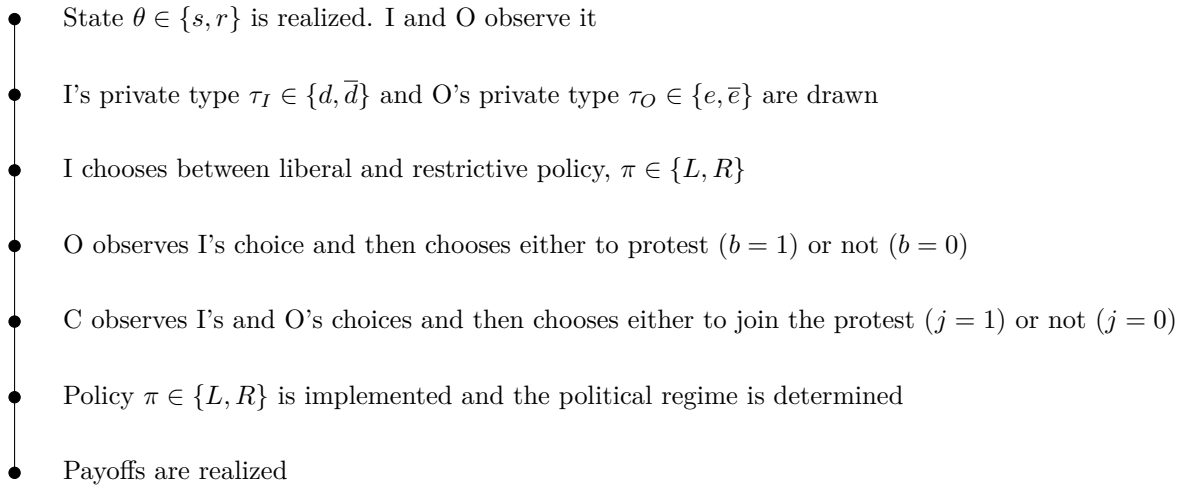 State θ ∈ {s, r} is realized. I and O observe it
I's private type τ_I ∈ {d, d̅} and O's private type τ_O ∈ {e, e̅} are drawn
I chooses between liberal and restrictive policy, π ∈ {L, R}
O observes I's choice and then chooses either to protest (b = 1) or not (b = 0)
C observes I's and O's choices and then chooses either to join the protest (j = 1) or not (j = 0)
Policy π ∈ {L, R} is implemented and the political regime is determined
Payoffs are realized